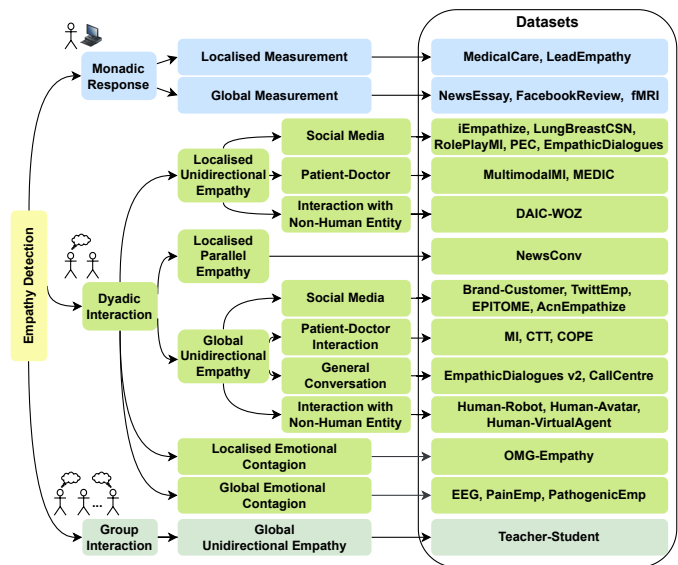 Datasets
Empathy Detection
Monadic
Response
Localised Measurement
MedicalCare, LeadEmpathy
Global Measurement
NewsEssay, FacebookReview, fMRI
Dyadic
Interaction
Localised
Unidirectional
Empathy
Social Media
iEmpathize, LungBreastCSN,
RolePlayMI, PEC, EmpathicDialogues
Patient-Doctor
MultimodalMI, MEDIC
Interaction with
Non-Human Entity
DAIC-WOZ
Localised
Parallel
Empathy
NewsConv
Global
Unidirectional
Empathy
Social Media
Brand-Customer, TwittEmp,
EPITOME, AcnEmpathize
Patient-Doctor
Interaction
MI, CTT, COPE
General
Conversation
EmpathicDialogues v2, CallCentre
Interaction with
Non-Human Entity
Human-Robot, Human-Avatar,
Human-VirtualAgent
Localised Emotional
Contagion
OMG-Empathy
Global Emotional
Contagion
EEG, PainEmp, PathogenicEmp
...
Group
Interaction
Global
Unidirectional Empathy
Teacher-Student